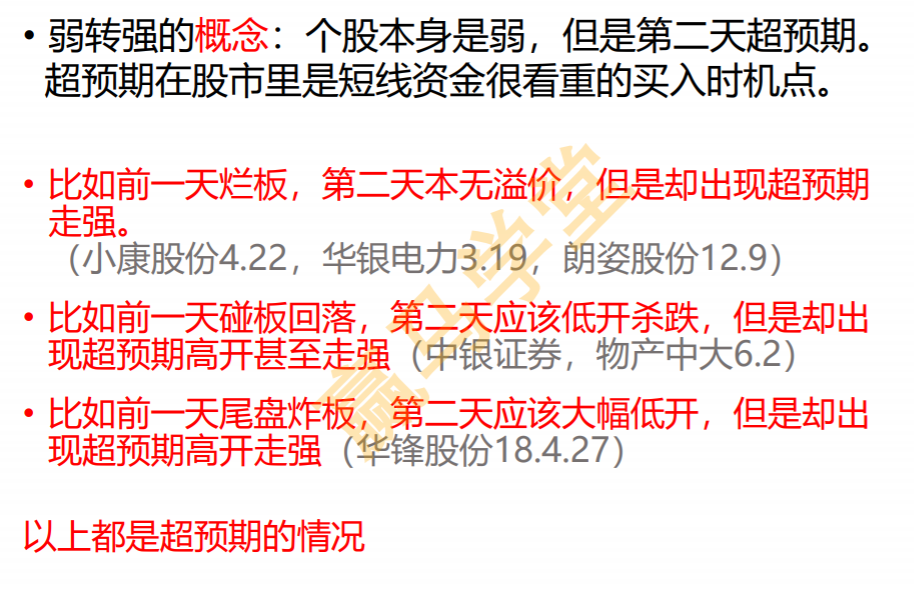 • 弱转强的概念：个股本身是弱，但是第二天超预期。
超预期在股市里是短线资金很看重的买入时机点。
• 比如前一天烂板，第二天本无溢价，但是却出现超预期
走强。
（小康股份4.22，华银电力3.19，朗姿股份12.9）
• 比如前一天碰板回落，第二天应该低开杀跌，但是却出
现超预期高开甚至走强（中银证券，物产中大6.2）
• 比如前一天尾盘炸板，第二天应该大幅低开，但是却出
现超预期高开走强（华锋股份18.4.27）
以上都是超预期的情况
赢马学堂